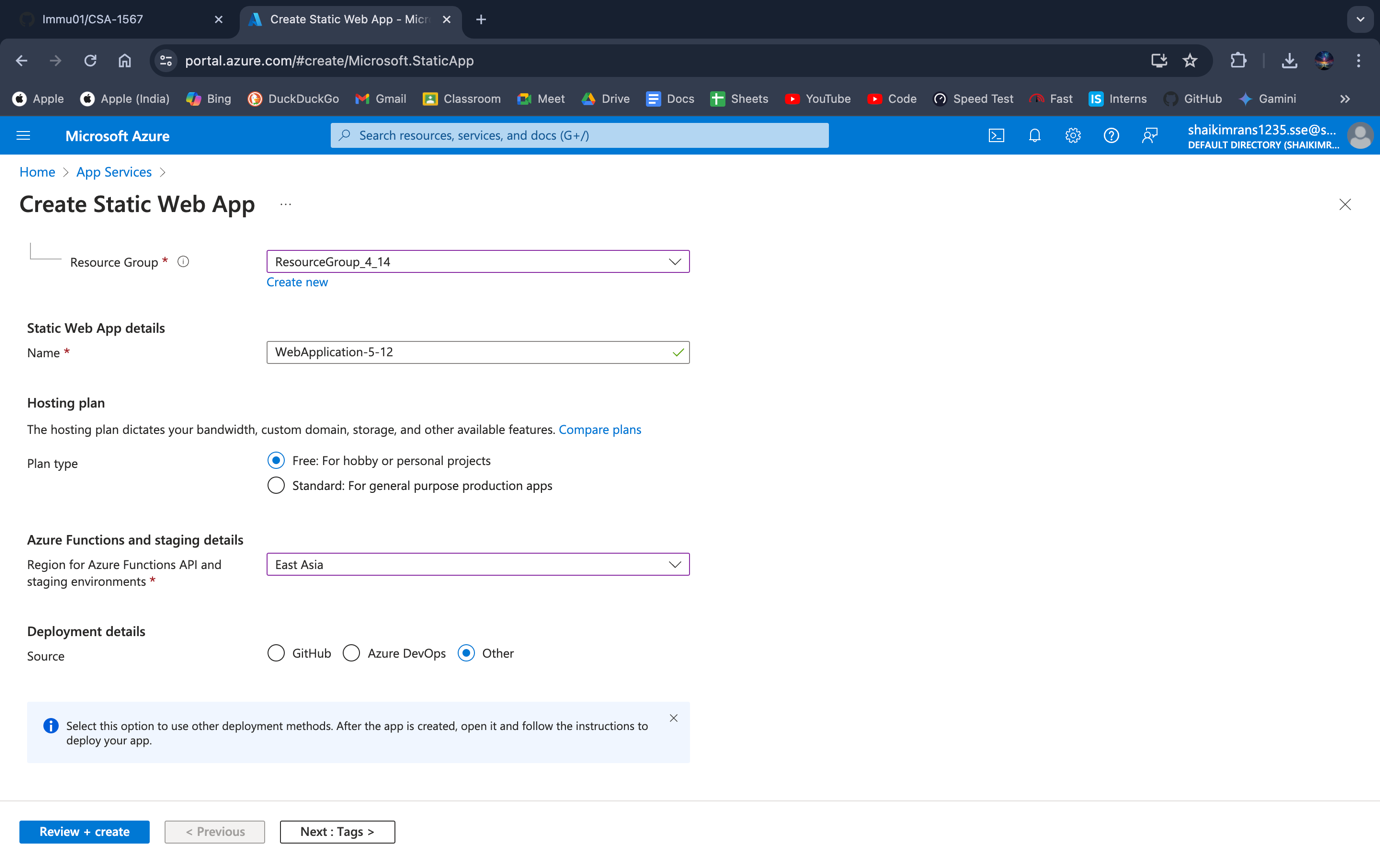 Immu01/CSA-1567
Create Static Web App - Micr
portal.azure.com/#create/Microsoft.StaticApp
Apple Apple (India) Bing DuckDuckGo Gmail Classroom Meet Drive Docs Sheets YouTube Code Speed Test Fast IS Interns GitHub Gamini
Microsoft Azure
Search resources, services, and docs (G+/)
shaikimrans1235.sse@s...
DEFAULT DIRECTORY (SHAIKIMR...
Home > App Services >
Create Static Web App ...
Resource Group *
ResourceGroup_4_14
Create new
Static Web App details
Name *
WebApplication-5-12
Hosting plan
The hosting plan dictates your bandwidth, custom domain, storage, and other available features. Compare plans
Plan type
Free: For hobby or personal projects
Standard: For general purpose production apps
Azure Functions and staging details
Region for Azure Functions API and
staging environments *
East Asia
Deployment details
Source
GitHub Azure DevOps Other
Select this option to use other deployment methods. After the app is created, open it and follow the instructions to
deploy your app.
Review + create < Previous Next : Tags >